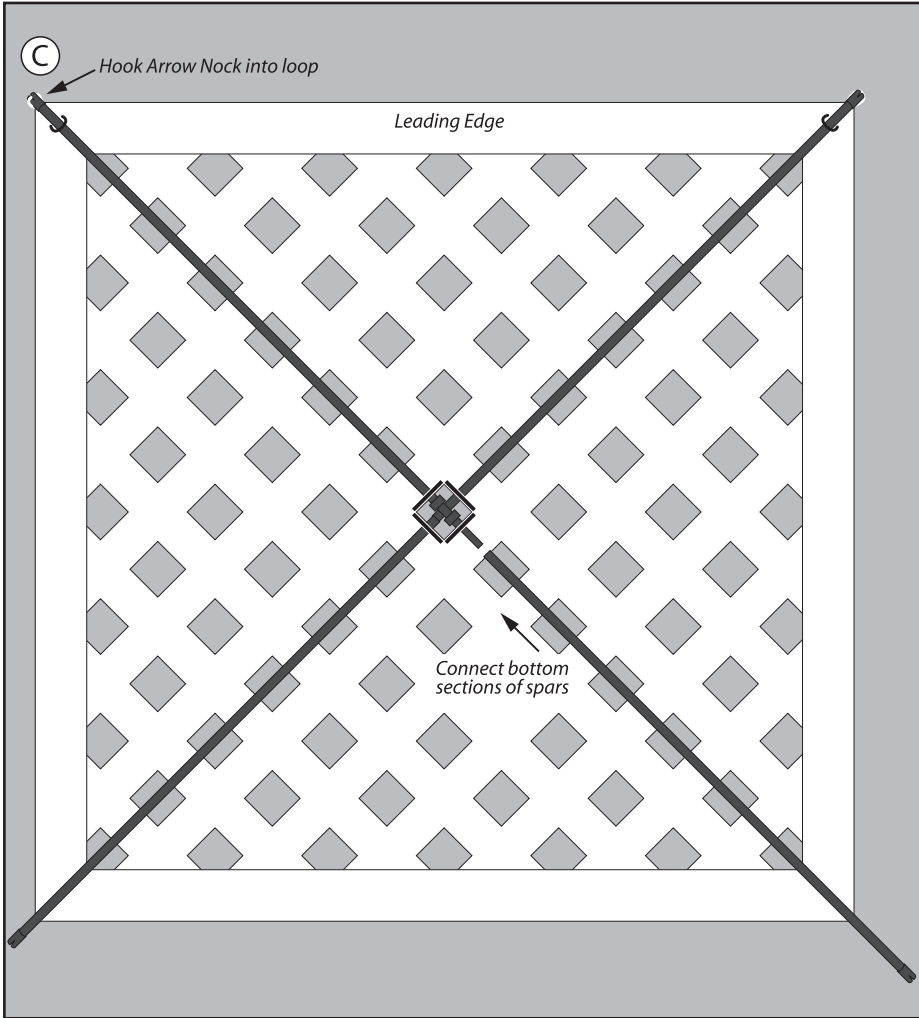 C
Hook Arrow Nock into loop
Leading Edge
Connect bottom
sections of spars